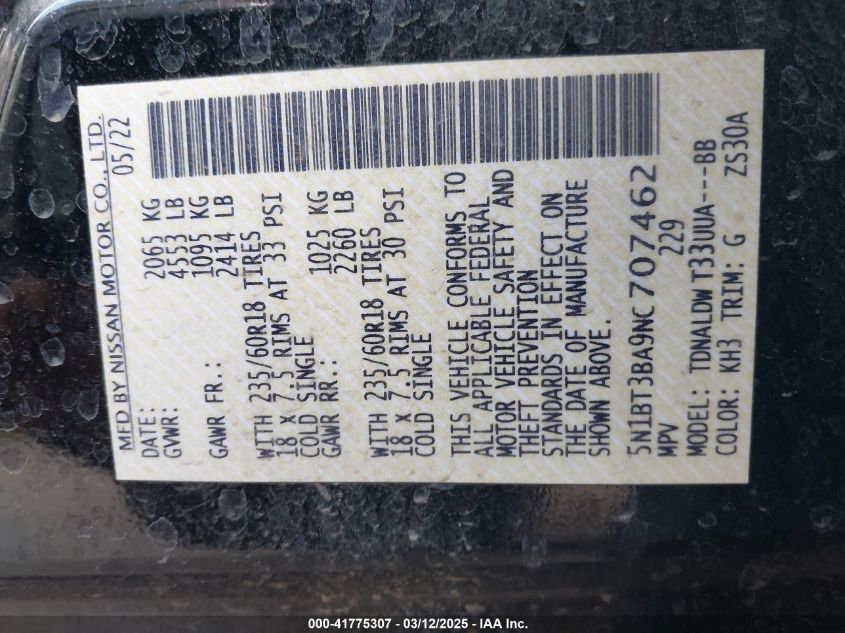 MFD BY NISSAN MOTOR CO., LTD.
DATE: 05/22
GVWR: 2065 KG
4553 LB
GAWR FR.: 1095 KG
2414 LB
WITH 235/60R18 TIRES
18 X 7.5 RIMS AT 33 PSI
COLD SINGLE
GAWR RR.: 1025 KG
2260 LB
WITH 235/60R18 TIRES
18 X 7.5 RIMS AT 30 PSI
COLD SINGLE
THIS VEHICLE CONFORMS TO
ALL APPLICABLE FEDERAL
MOTOR VEHICLE SAFETY AND
THEFT PREVENTION
STANDARDS IN EFFECT ON
THE DATE OF MANUFACTURE
SHOWN ABOVE.
5N1BT3BA9NC707462
MPV 229
MODEL: TDNALDWT33UUA---BB
COLOR: KH3 TRIM: G ZS30A
000-41775307 - 03/12/2025 - IAA Inc.